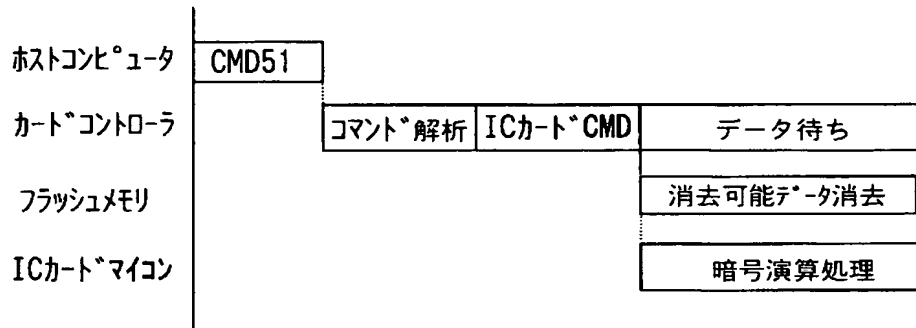 ホストコンピュータ CMD51
カードコントローラ コマンド解析 ICカードCMD データ待ち
フラッシュメモリ 消去可能データ消去
ICカードマイコン 暗号演算処理